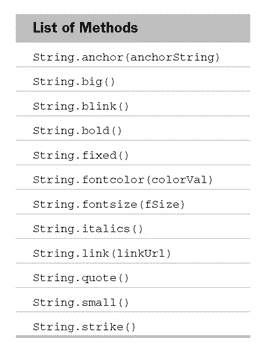 List of Methods
String.anchor(anchorString)
String.big()
String.blink()
String.bold()
String.fixed()
String.fontcolor(colorVal)
String.fontsize(fSize)
String.italics()
String.link(linkUrl)
String.quote()
String.small()
String.strike()